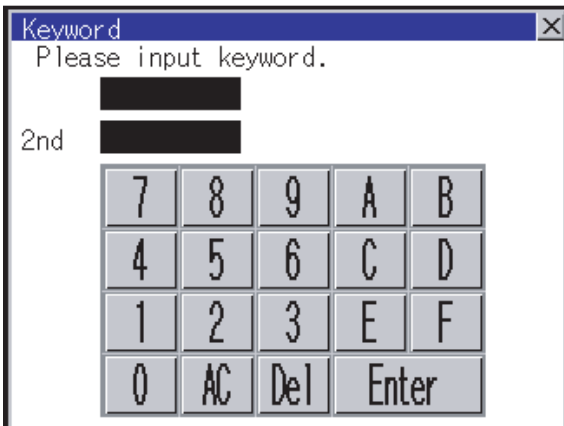 Keyword ×
Please input keyword.
2nd
7 8 9 A B
4 5 6 C D
1 2 3 E F
0 AC Del Enter